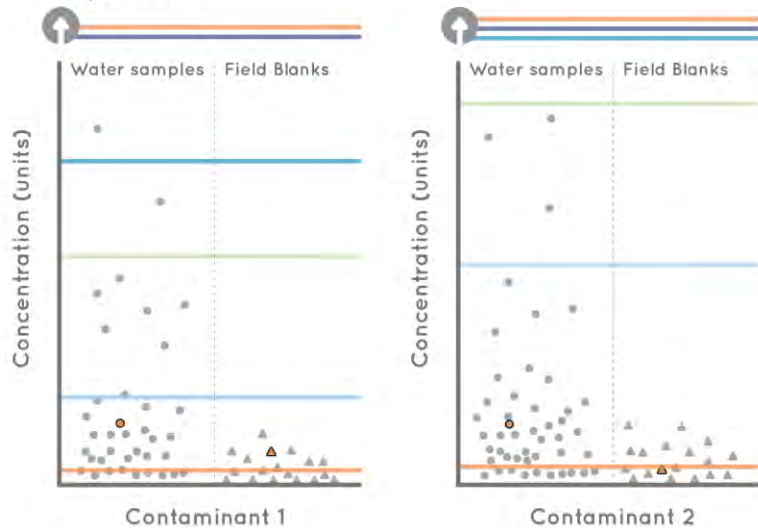 Water samples Field Blanks
Concentration (units)
Contaminant 1
Water samples Field Blanks
Concentration (units)
Contaminant 2